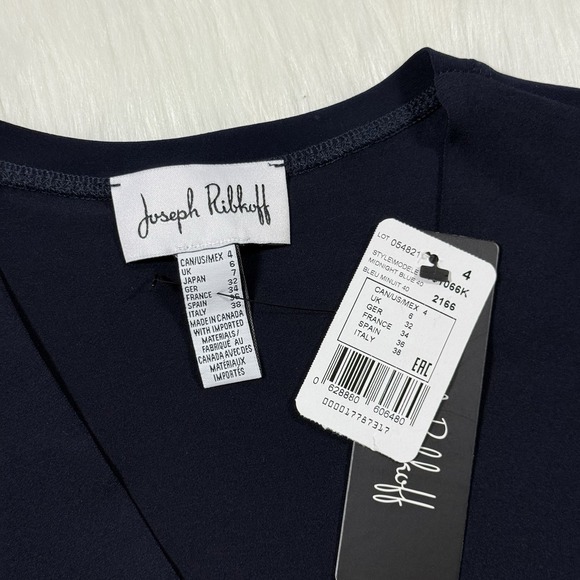 Joseph Ribkoff
CAN/US/MEX 4
UK 6
JAPAN 7
GER 32
FRANCE 34
SPAIN 36
ITALY 38
MADE IN CANADA
WITH IMPORTED
MATERIALS/
FABRIQUÉ AU
CANADA AVEC DES
MATÉRIAUX
IMPORTÉS
LOT 054821
4
STYLE/MODELE 1066K
MIDNIGHT BLUE 40 2166
BLEU MINUIT 40
CAN/US/MEX 4
UK 6
GER 32
FRANCE 34
SPAIN 36
ITALY 38
EAC
0 628880 606480
000017787317